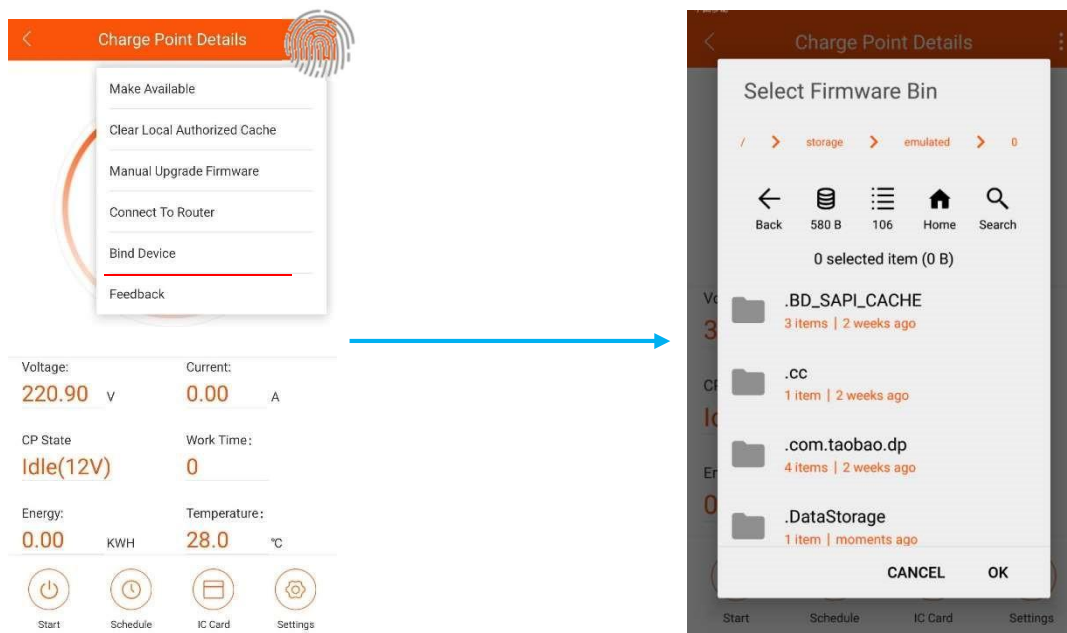 Charge Point Details
Make Available
Clear Local Authorized Cache
Manual Upgrade Firmware
Connect To Router
Bind Device
Feedback
Voltage: Current:
220.90 V 0.00 A
CP State Work Time:
Idle(12V) 0
Energy: Temperature:
0.00 KWH 28.0 ℃
Start Schedule IC Card Settings
Charge Point Details
Select Firmware Bin
/ storage emulated 0
Back 580 B 106 Home Search
0 selected item (0 B)
.BD_SAPI_CACHE
3 items | 2 weeks ago
.cc
1 item | 2 weeks ago
.com.taobao.dp
4 items | 2 weeks ago
.DataStorage
1 item | moments ago
CANCEL OK
Start Schedule IC Card Settings